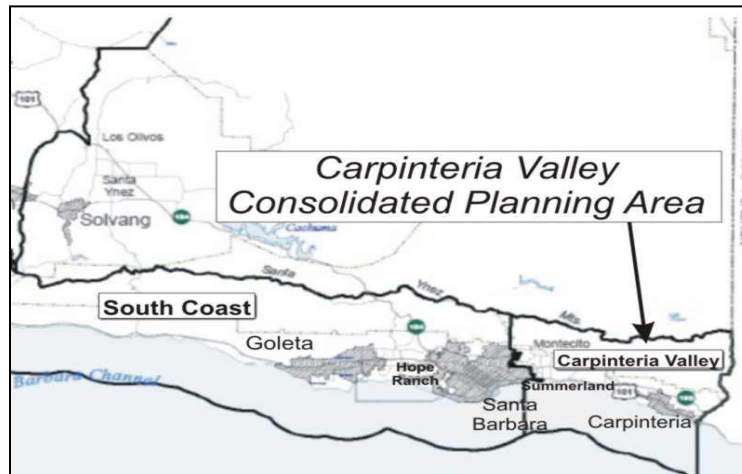 101
Los Olivos
Santa
Ynez
Solvang
154
Cachuma
Carpinteria Valley
Consolidated Planning Area
Santa
Ynez
Mts.
South Coast
Goleta
Hope
Ranch
Montecito
Carpinteria Valley
Summerland
101
Santa
Barbara
Carpinteria
Barbara Channel